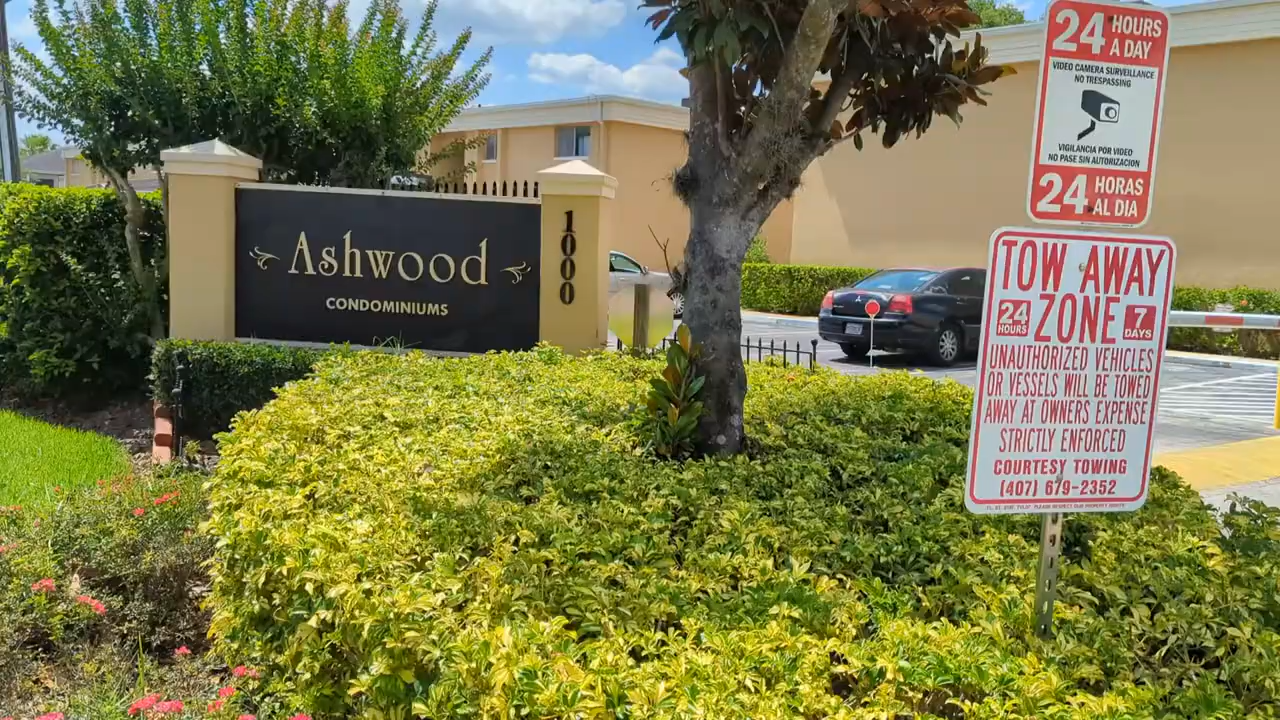 Ashwood
CONDOMINIUMS
1000
24 HOURS
A DAY
VIDEO CAMERA SURVEILLANCE
NO TRESPASSING
VIGILANCIA POR VIDEO
NO PASE SIN AUTORIZACION
24 HORAS
AL DIA
TOW AWAY
24 HOURS ZONE 7 DAYS
UNAUTHORIZED VEHICLES
OR VESSELS WILL BE TOWED
AWAY AT OWNERS EXPENSE
STRICTLY ENFORCED
COURTESY TOWING
(407) 679-2352